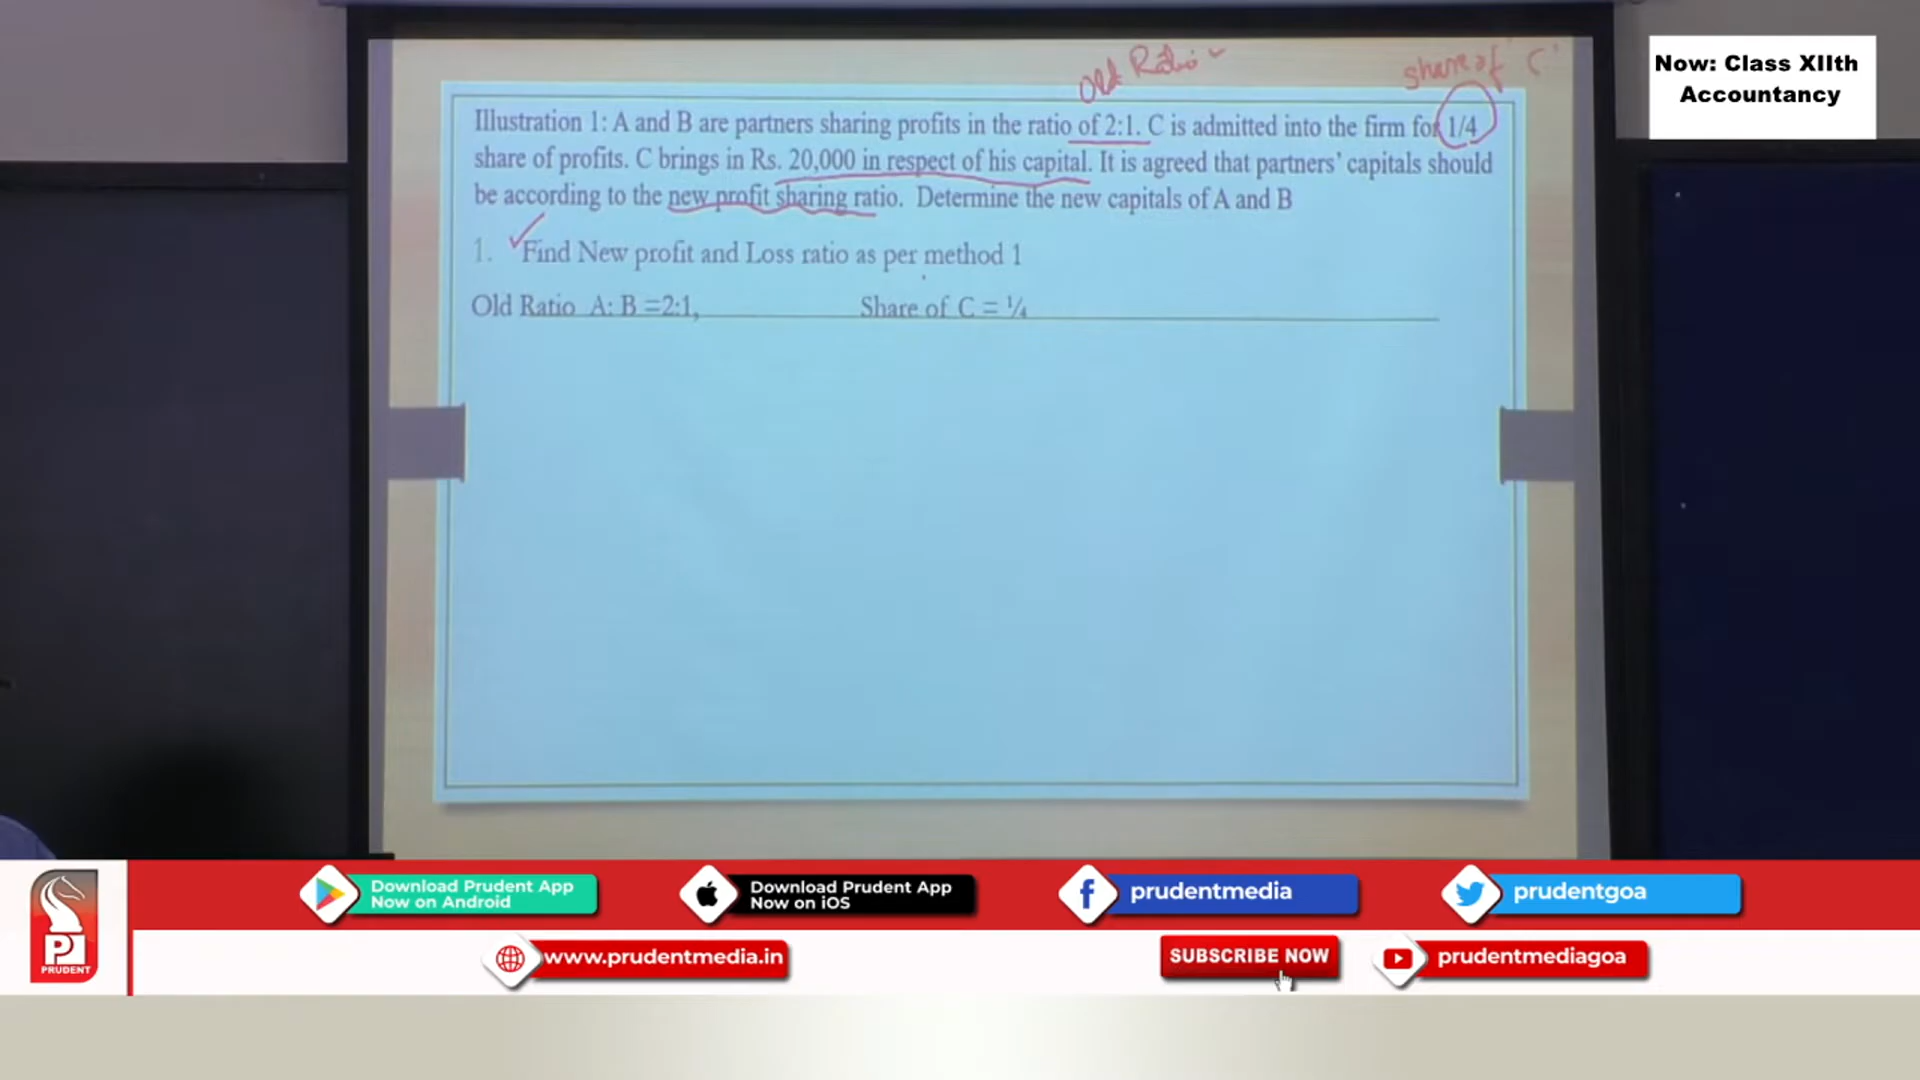 Now: Class XIIth
Accountancy
Old Ratio
share of 'C'
Illustration 1: A and B are partners sharing profits in the ratio of 2:1. C is admitted into the firm for 1/4
share of profits. C brings in Rs. 20,000 in respect of his capital. It is agreed that partners' capitals should
be according to the new profit sharing ratio. Determine the new capitals of A and B
1. Find New profit and Loss ratio as per method 1
Old Ratio A: B =2:1, Share of C = ¼
Download Prudent App
Now on Android
Download Prudent App
Now on iOS
prudentmedia
prudentgoa
PRUDENT
www.prudentmedia.in
SUBSCRIBE NOW
prudentmediagoa